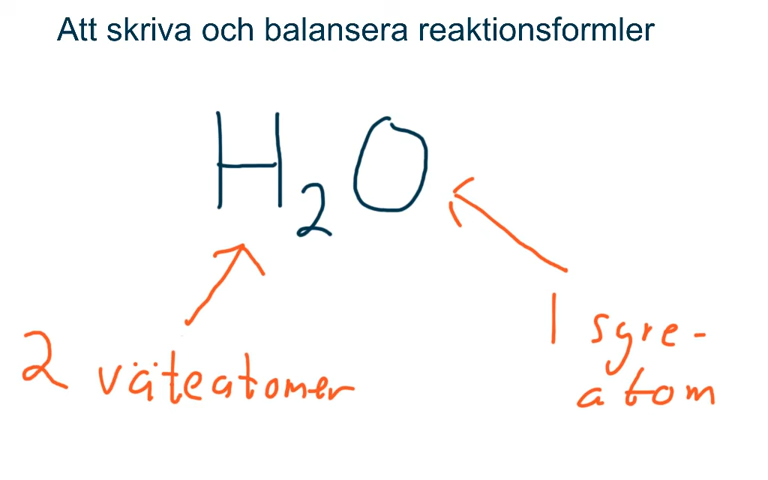 Att skriva och balansera reaktionsformler
H₂O
2 väteatomer
1 syre-
atom